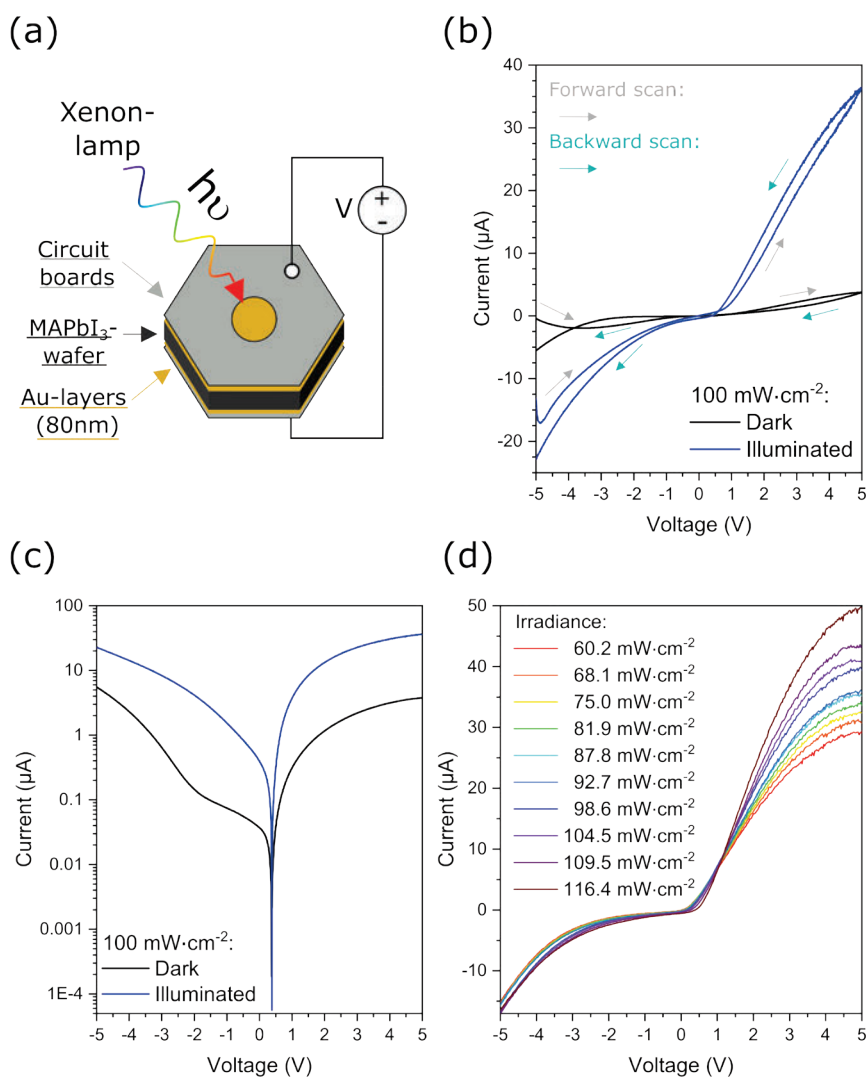 (a)
Xenon-
lamp
hυ
V
+
-
Circuit
boards
MAPbI₃-
wafer
Au-layers
(80nm)
(b)
Forward scan:
Backward scan:
100 mW·cm⁻²:
Dark
Illuminated
Current (µA)
40
30
20
10
0
-10
-20
-5 -4 -3 -2 -1 0 1 2 3 4 5
Voltage (V)
(c)
Current (µA)
100
10
1
0.1
0.01
0.001
1E-4
100 mW·cm⁻²:
Dark
Illuminated
-5 -4 -3 -2 -1 0 1 2 3 4 5
Voltage (V)
(d)
Current (µA)
50
40
30
20
10
0
-10
Irradiance:
60.2 mW·cm⁻²
68.1 mW·cm⁻²
75.0 mW·cm⁻²
81.9 mW·cm⁻²
87.8 mW·cm⁻²
92.7 mW·cm⁻²
98.6 mW·cm⁻²
104.5 mW·cm⁻²
109.5 mW·cm⁻²
116.4 mW·cm⁻²
-5 -4 -3 -2 -1 0 1 2 3 4 5
Voltage (V)